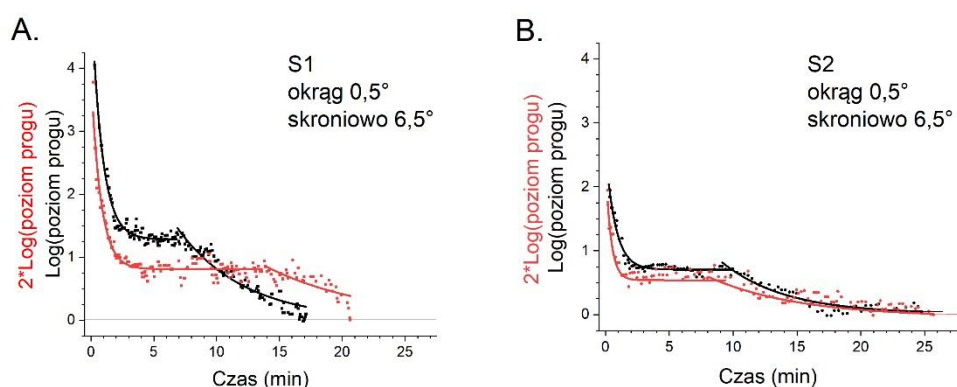 A.
S1
okrąg 0,5°
skroniowo 6,5°
2*Log(poziom progu)
Log(poziom progu)
4
3
2
1
0
0 5 10 15 20 25
Czas (min)
B.
S2
okrąg 0,5°
skroniowo 6,5°
2*Log(poziom progu)
Log(poziom progu)
4
3
2
1
0
0 5 10 15 20 25
Czas (min)